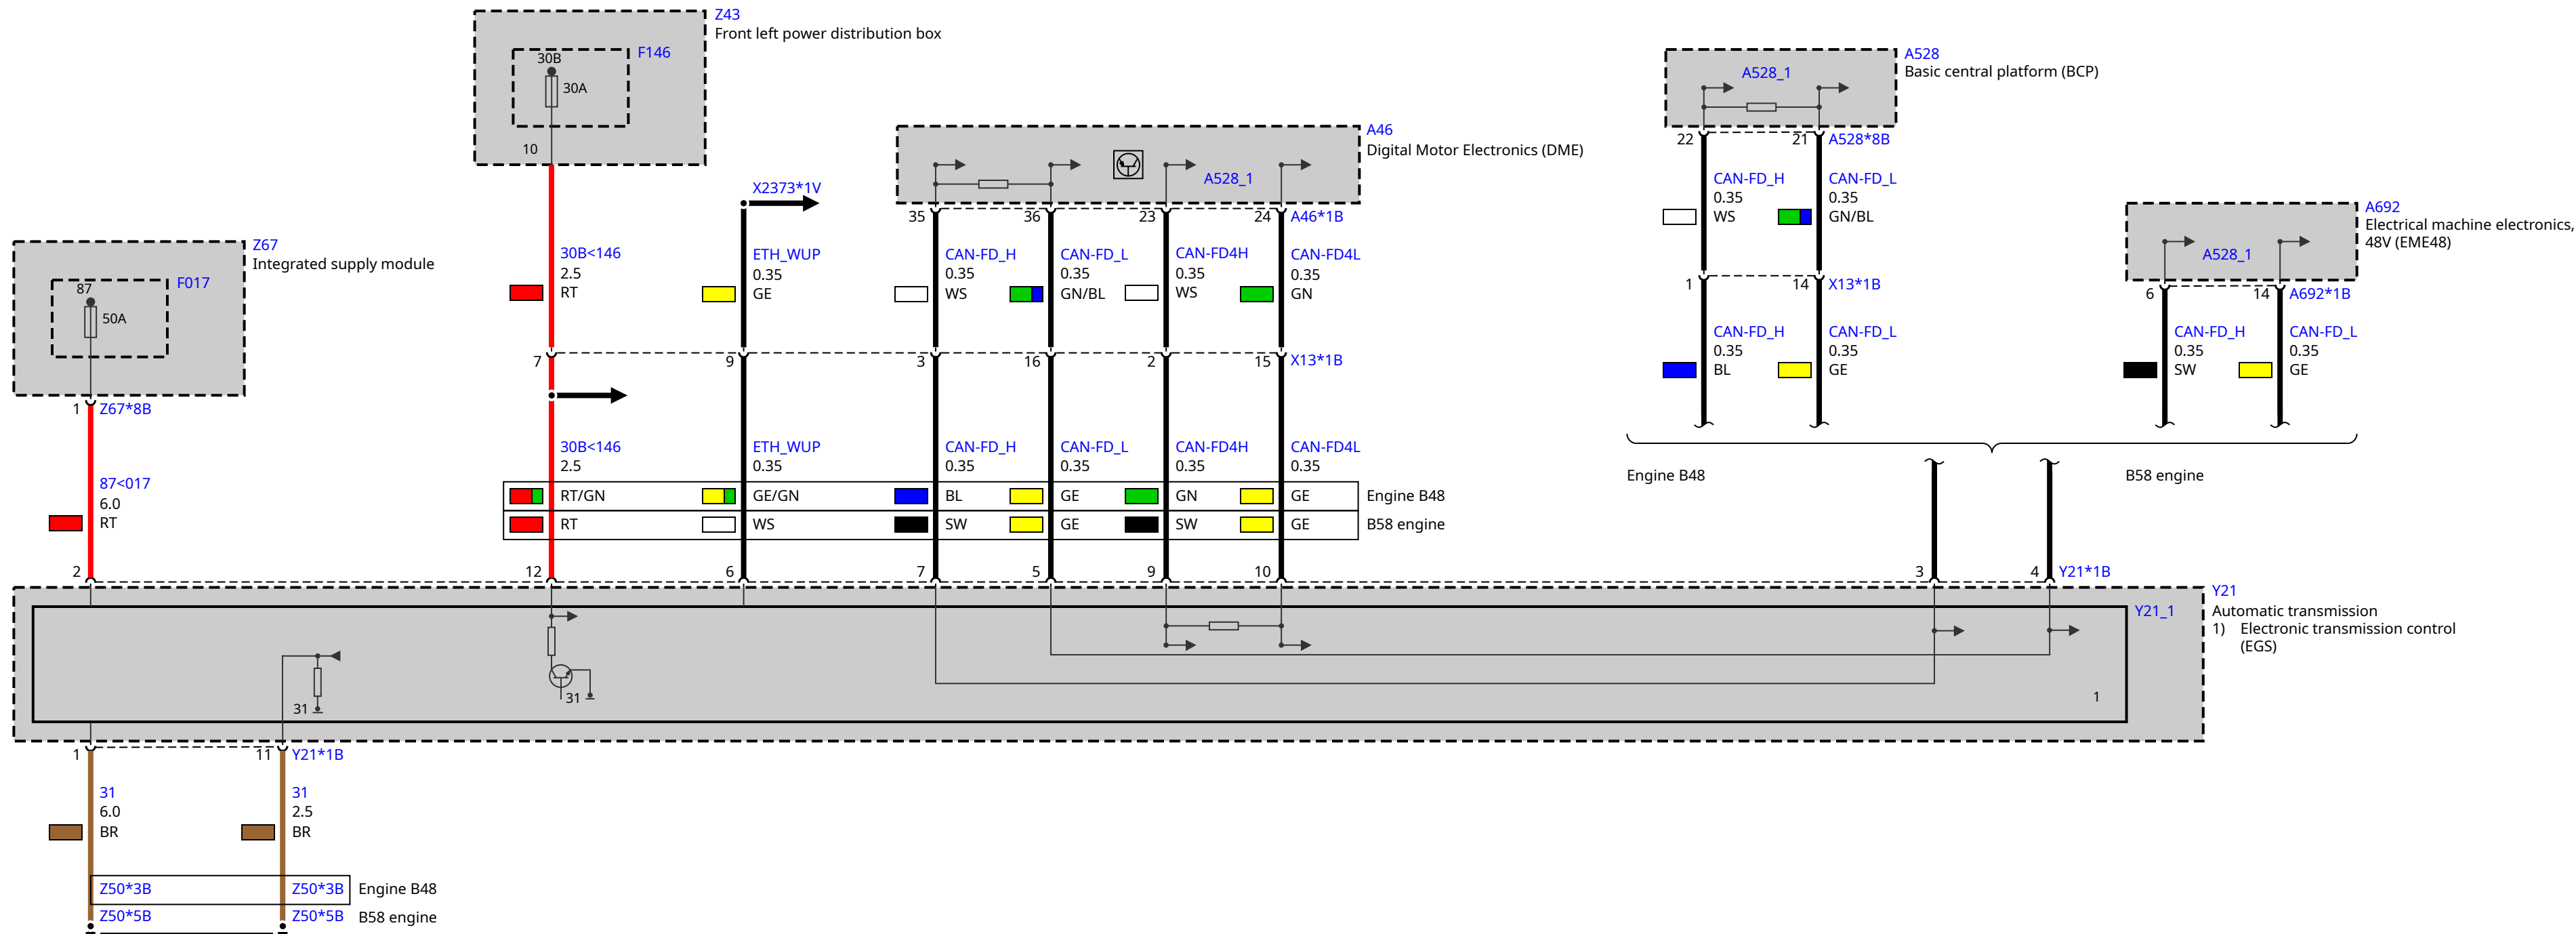 Z43
Front left power distribution box
F146
30B
30A
10
A528
Basic central platform (BCP)
A528_1
22
21
A528*8B
A46
Digital Motor Electronics (DME)
A528_1
35
36
23
24
A46*1B
X2373*1V
Z67
Integrated supply module
F017
87
50A
1
Z67*8B
30B<146
2.5
RT
ETH_WUP
0.35
GE
CAN-FD_H
0.35
WS
CAN-FD_L
0.35
GN/BL
CAN-FD4H
0.35
WS
CAN-FD4L
0.35
GN
CAN-FD_H
0.35
WS
CAN-FD_L
0.35
GN/BL
1
14
X13*1B
A692
Electrical machine electronics,
48V (EME48)
A528_1
6
14
A692*1B
7
9
3
16
2
15
X13*1B
CAN-FD_H
0.35
BL
CAN-FD_L
0.35
GE
CAN-FD_H
0.35
SW
CAN-FD_L
0.35
GE
87<017
6.0
RT
30B<146
2.5
ETH_WUP
0.35
CAN-FD_H
0.35
CAN-FD_L
0.35
CAN-FD4H
0.35
CAN-FD4L
0.35
RT/GN
GE/GN
BL
GE
GN
GE
Engine B48
RT
WS
SW
GE
SW
GE
B58 engine
Engine B48
B58 engine
2
12
6
7
5
9
10
3
4
Y21*1B
Y21
Automatic transmission
1) Electronic transmission control
(EGS)
Y21_1
31
31
1
1
11
Y21*1B
31
6.0
BR
31
2.5
BR
Z50*3B
Z50*3B
Engine B48
Z50*5B
Z50*5B
B58 engine